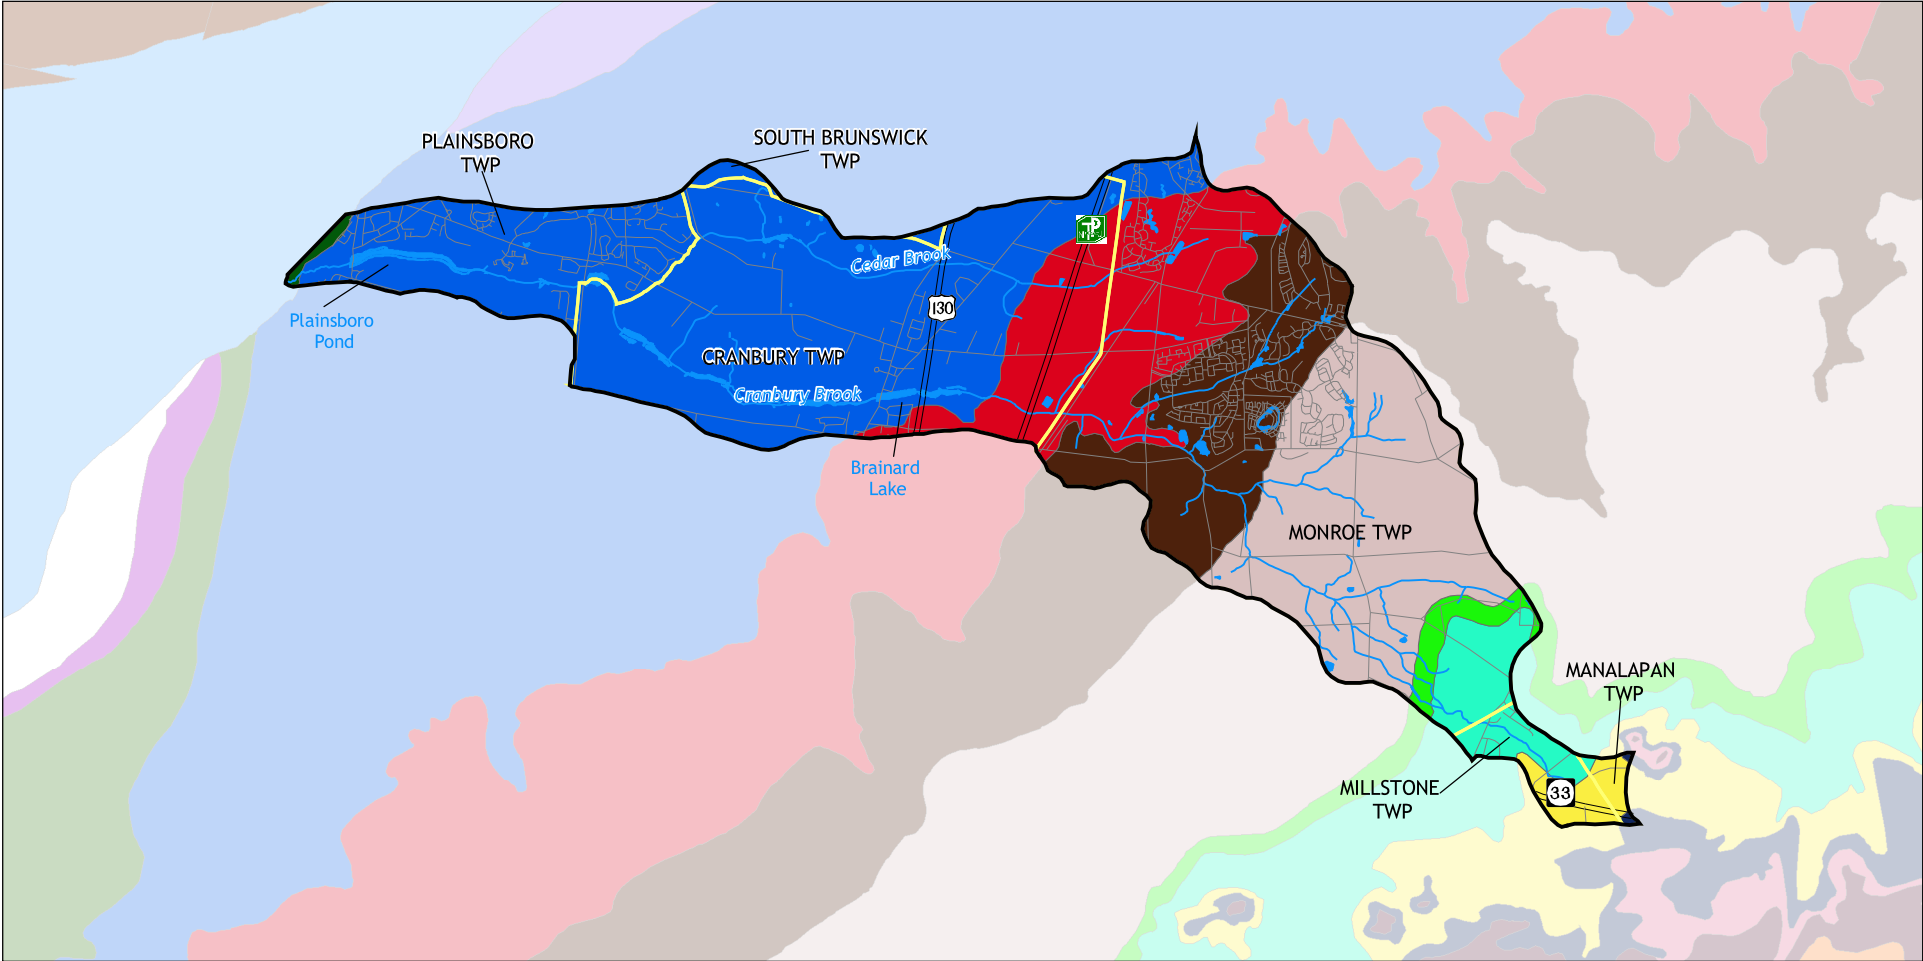 PLAINSBORO
TWP
SOUTH BRUNSWICK
TWP
Cedar Brook
130
Plainsboro
Pond
CRANBURY TWP
Cranbury Brook
Brainard
Lake
MONROE TWP
MANALAPAN
TWP
MILLSTONE
TWP
33